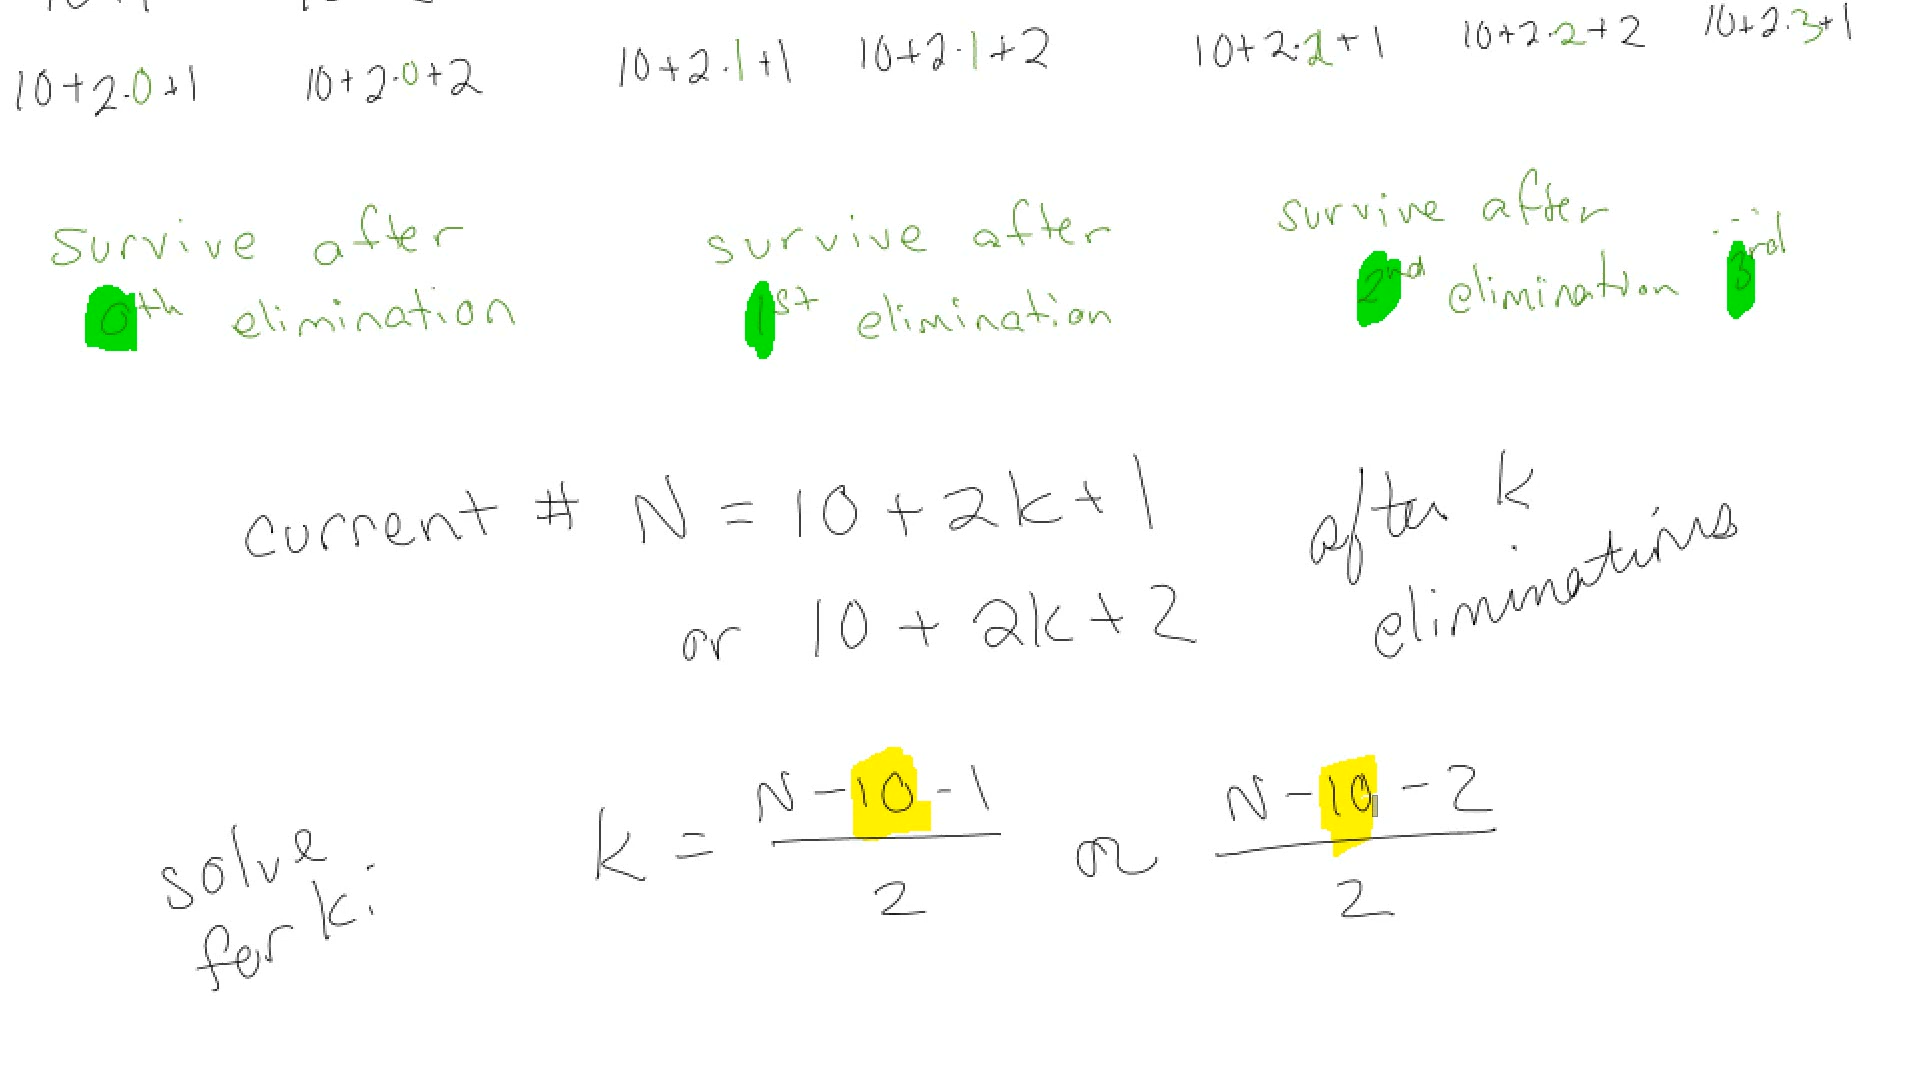 10+2·0+1 10+2·0+2 10+2·1+1 10+2·1+2 10+2·2+1 10+2·2+2 10+2·3+1
survive after survive after survive after
0th elimination 1st elimination 2nd elimination 3rd
current # N = 10+2k+1 after k
or 10+2k+2 eliminations
solve for k: k = (N-10-1)/2 or (N-10-2)/2